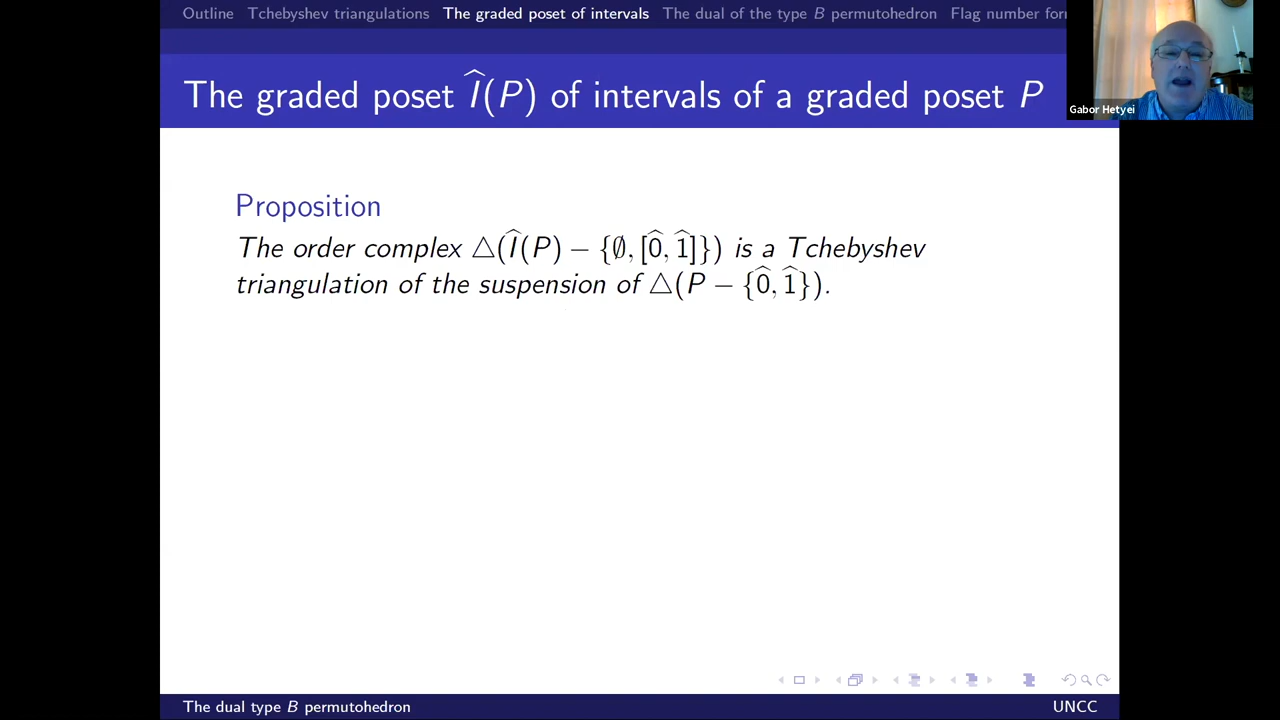 Outline Tchebyshev triangulations The graded poset of intervals The dual of the type B permutohedron Flag number for
The graded poset Î(P) of intervals of a graded poset P
Gabor Hetyei
Proposition
The order complex △(Î(P) − {∅, [0̂, 1̂]}) is a Tchebyshev
triangulation of the suspension of △(P − {0̂, 1̂}).
The dual type B permutohedron UNCC